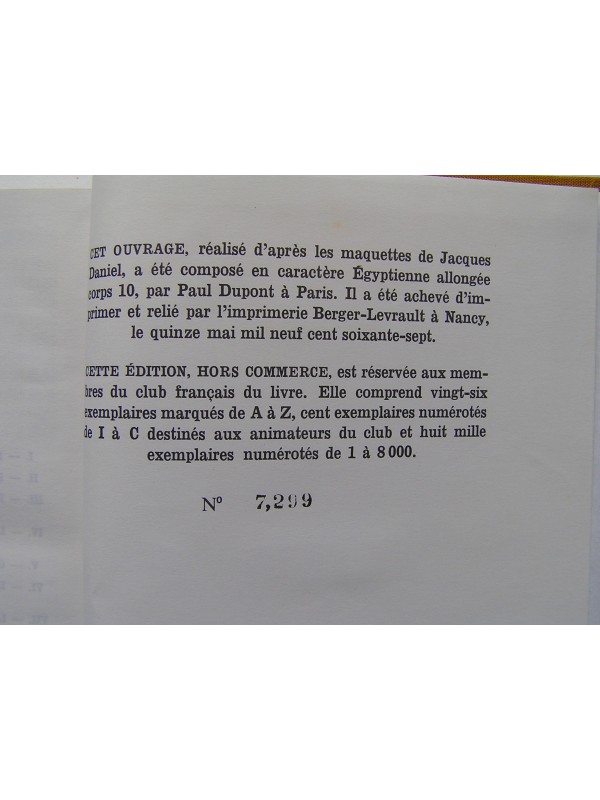 CET OUVRAGE, réalisé d'après les maquettes de Jacques
Daniel, a été composé en caractère Égyptienne allongée
corps 10, par Paul Dupont à Paris. Il a été achevé d'im-
primer et relié par l'imprimerie Berger-Levrault à Nancy,
le quinze mai mil neuf cent soixante-sept.
CETTE ÉDITION, HORS COMMERCE, est réservée aux mem-
bres du club français du livre. Elle comprend vingt-six
exemplaires marqués de A à Z, cent exemplaires numérotés
de I à C destinés aux animateurs du club et huit mille
exemplaires numérotés de 1 à 8 000.
Nº 7,299